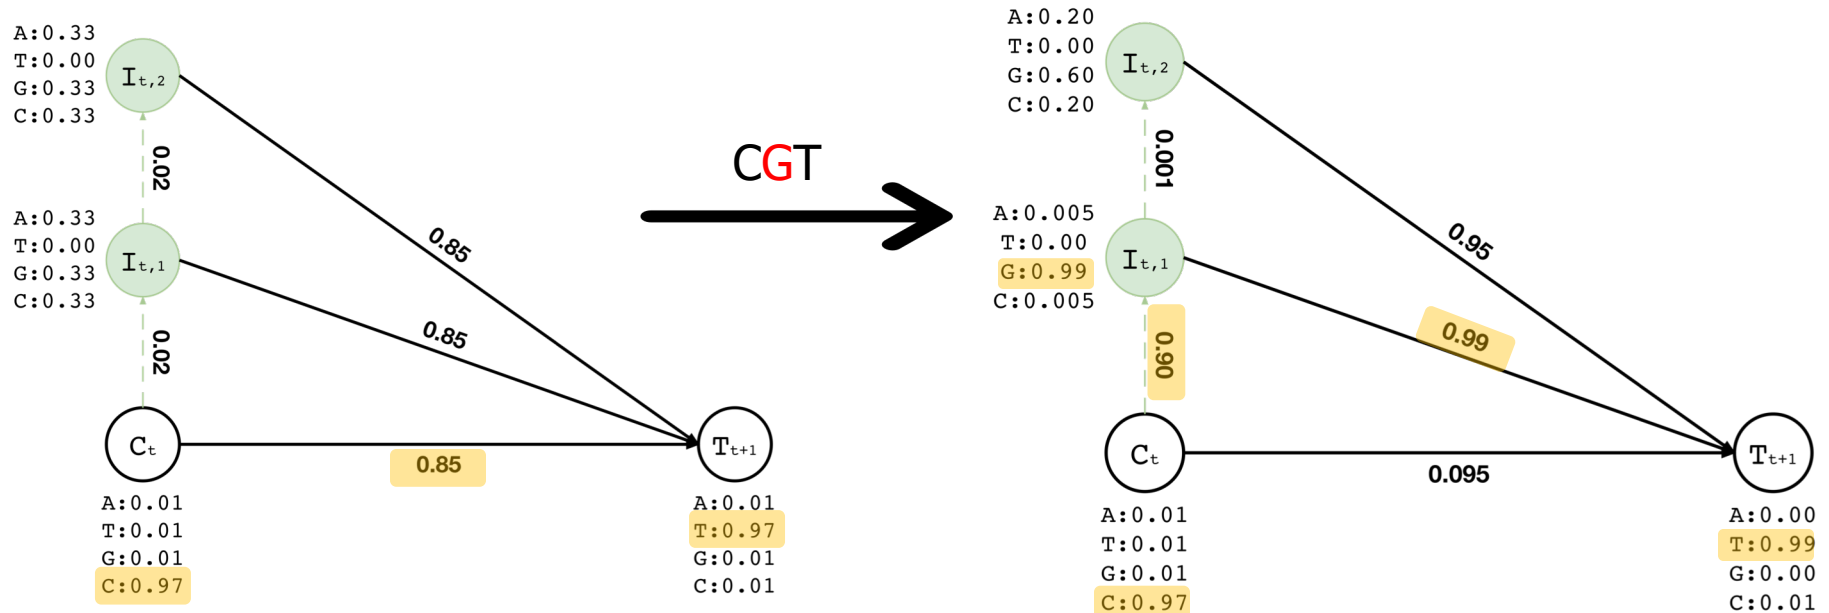 A:0.33
T:0.00
G:0.33
C:0.33
It,2
0.02
0.85
A:0.33
T:0.00
G:0.33
C:0.33
It,1
0.85
0.02
Ct
0.85
Tt+1
A:0.01
T:0.01
G:0.01
C:0.97
A:0.01
T:0.97
G:0.01
C:0.01
CGT
A:0.20
T:0.00
G:0.60
C:0.20
It,2
0.001
0.95
A:0.005
T:0.00
G:0.99
C:0.005
It,1
0.99
0.90
Ct
0.095
Tt+1
A:0.01
T:0.01
G:0.01
C:0.97
A:0.00
T:0.99
G:0.00
C:0.01